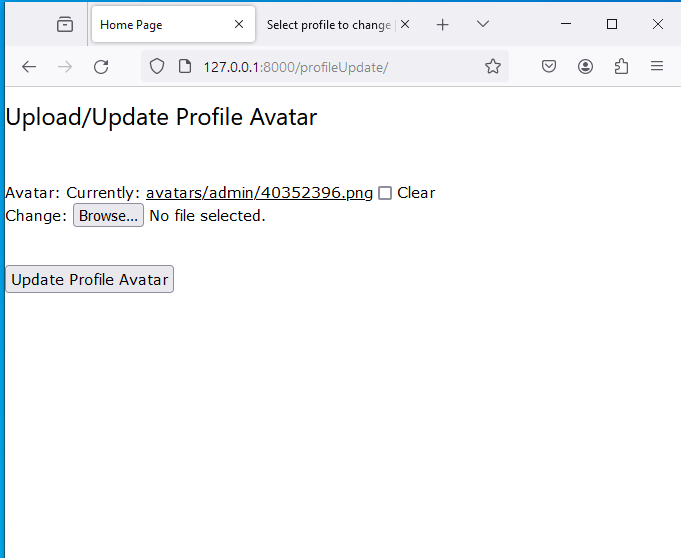 Home Page
Select profile to change
127.0.0.1:8000/profileUpdate/
Upload/Update Profile Avatar
Avatar: Currently: avatars/admin/40352396.png Clear
Change: Browse... No file selected.
Update Profile Avatar